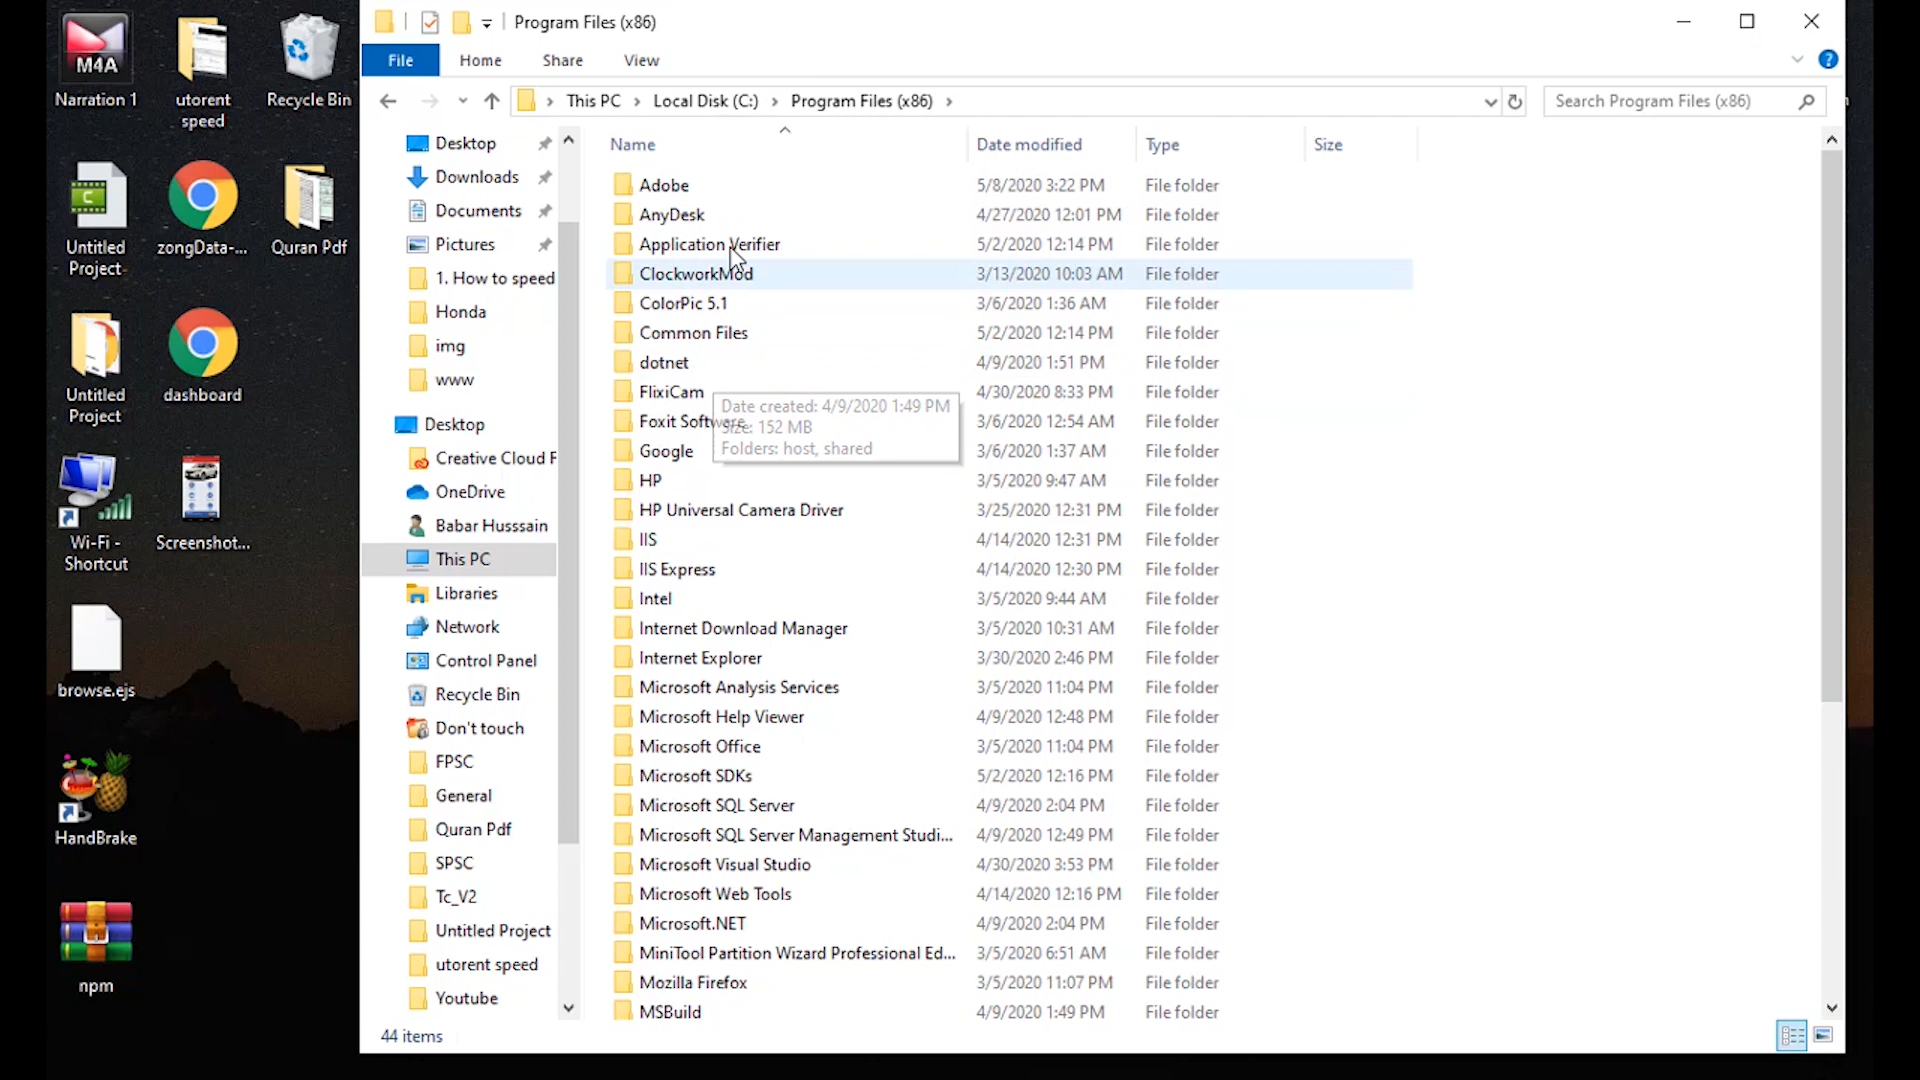 M4A
Narration 1
utorent
speed
Recycle Bin
Untitled
Project-
zongData-...
Quran Pdf
Untitled
Project
dashboard
Wi-Fi -
Shortcut
Screenshot...
browse.ejs
HandBrake
npm
Program Files (x86)
File
Home
Share
View
This PC
Local Disk (C:)
Program Files (x86)
Search Program Files (x86)
Desktop
Downloads
Documents
Pictures
1. How to speed
Honda
img
www
Desktop
Creative Cloud F
OneDrive
Babar Husssain
This PC
Libraries
Network
Control Panel
Recycle Bin
Don't touch
FPSC
General
Quran Pdf
SPSC
Tc_V2
Untitled Project
utorent speed
Youtube
Name Date modified Type Size
Adobe 5/8/2020 3:22 PM File folder
AnyDesk 4/27/2020 12:01 PM File folder
Application Verifier 5/2/2020 12:14 PM File folder
ClockworkMod 3/13/2020 10:03 AM File folder
ColorPic 5.1 3/6/2020 1:36 AM File folder
Common Files 5/2/2020 12:14 PM File folder
dotnet 4/9/2020 1:51 PM File folder
FlixiCam 4/30/2020 8:33 PM File folder
Date created: 4/9/2020 1:49 PM
Size: 152 MB
Folders: host, shared
Foxit Software 3/6/2020 12:54 AM File folder
Google 3/6/2020 1:37 AM File folder
HP 3/5/2020 9:47 AM File folder
HP Universal Camera Driver 3/25/2020 12:31 PM File folder
IIS 4/14/2020 12:31 PM File folder
IIS Express 4/14/2020 12:30 PM File folder
Intel 3/5/2020 9:44 AM File folder
Internet Download Manager 3/5/2020 10:31 AM File folder
Internet Explorer 3/30/2020 2:46 PM File folder
Microsoft Analysis Services 3/5/2020 11:04 PM File folder
Microsoft Help Viewer 4/9/2020 12:48 PM File folder
Microsoft Office 3/5/2020 11:04 PM File folder
Microsoft SDKs 5/2/2020 12:16 PM File folder
Microsoft SQL Server 4/9/2020 2:04 PM File folder
Microsoft SQL Server Management Studi... 4/9/2020 12:49 PM File folder
Microsoft Visual Studio 4/30/2020 3:53 PM File folder
Microsoft Web Tools 4/14/2020 12:16 PM File folder
Microsoft.NET 4/9/2020 2:04 PM File folder
MiniTool Partition Wizard Professional Ed... 3/5/2020 6:51 AM File folder
Mozilla Firefox 3/5/2020 11:07 PM File folder
MSBuild 4/9/2020 1:49 PM File folder
44 items